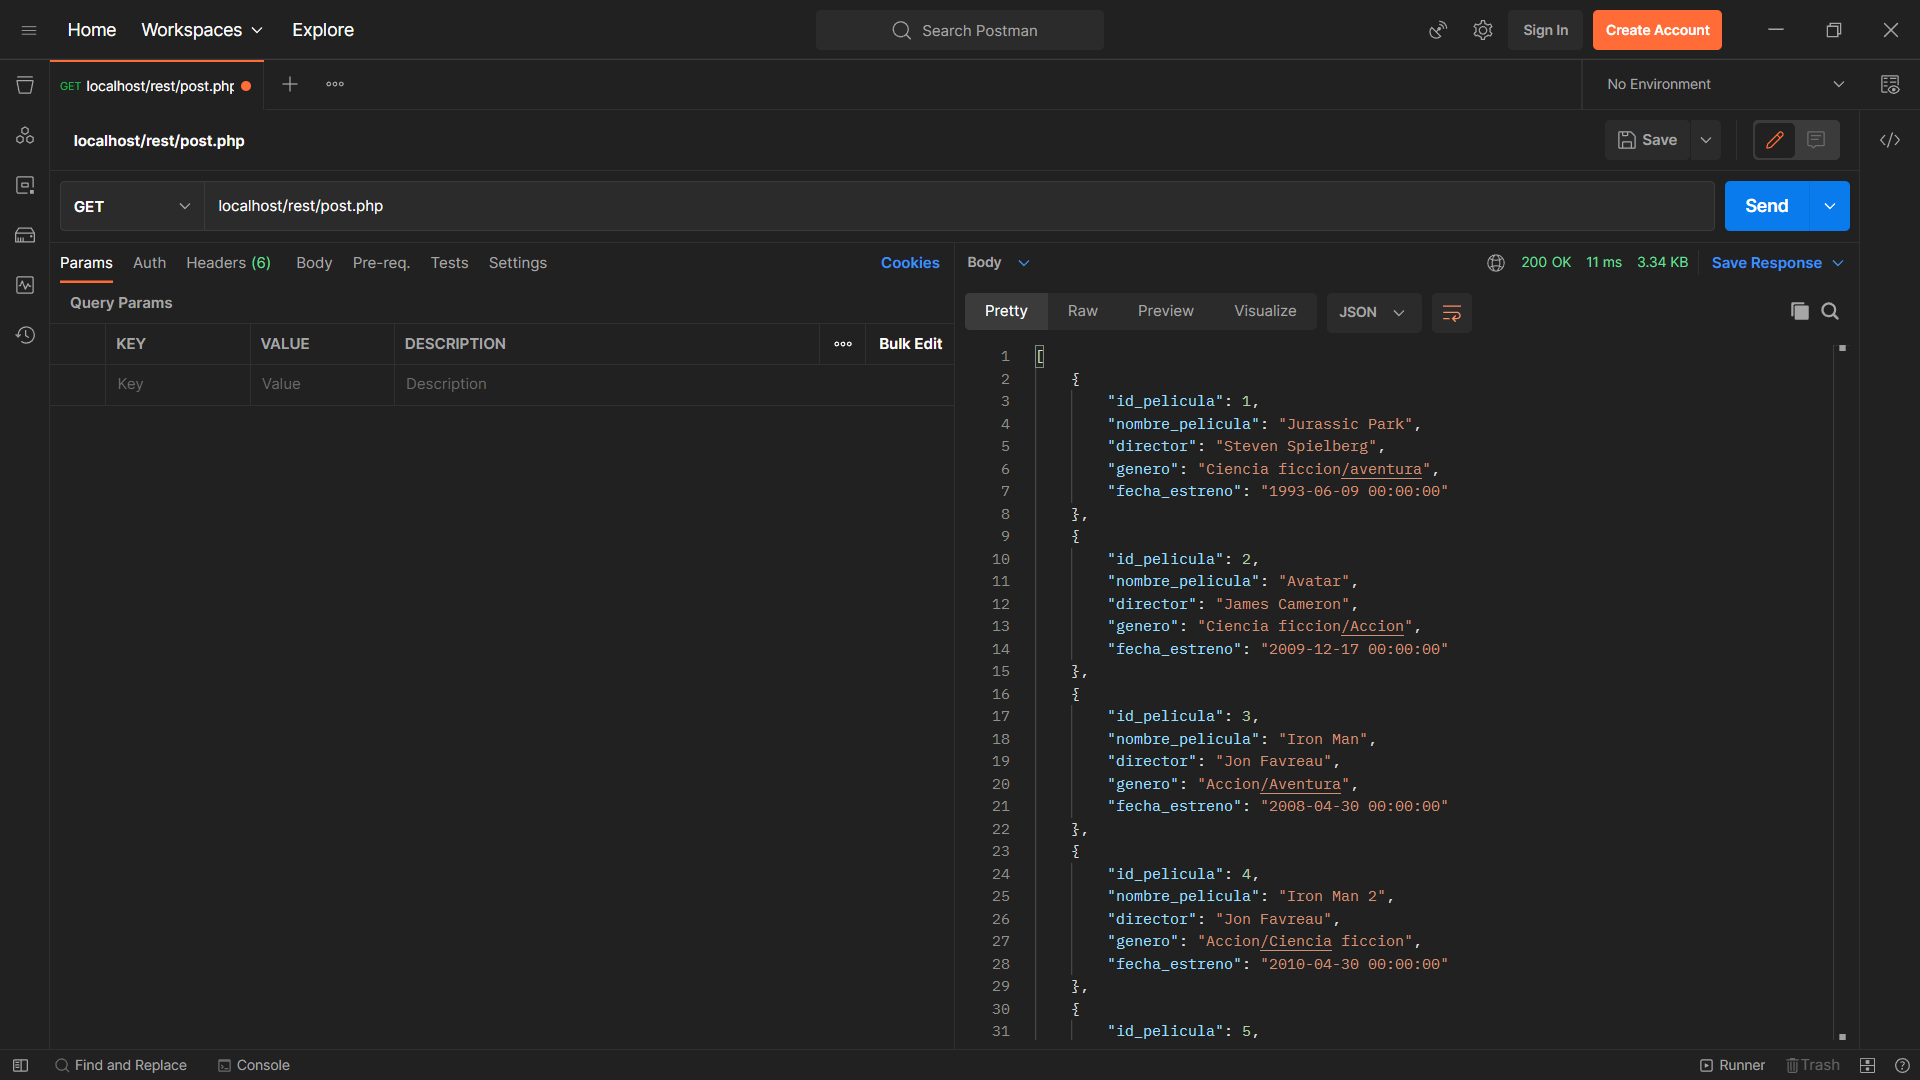 Home Workspaces Explore Search Postman Sign In Create Account
GET localhost/rest/post.php No Environment
localhost/rest/post.php Save
GET localhost/rest/post.php Send
Params Auth Headers (6) Body Pre-req. Tests Settings Cookies
Body 200 OK 11 ms 3.34 KB Save Response
Query Params
Pretty Raw Preview Visualize JSON
KEY VALUE DESCRIPTION Bulk Edit
Key Value Description
1 [
2 {
3 "id_pelicula": 1,
4 "nombre_pelicula": "Jurassic Park",
5 "director": "Steven Spielberg",
6 "genero": "Ciencia ficcion/aventura",
7 "fecha_estreno": "1993-06-09 00:00:00"
8 },
9 {
10 "id_pelicula": 2,
11 "nombre_pelicula": "Avatar",
12 "director": "James Cameron",
13 "genero": "Ciencia ficcion/Accion",
14 "fecha_estreno": "2009-12-17 00:00:00"
15 },
16 {
17 "id_pelicula": 3,
18 "nombre_pelicula": "Iron Man",
19 "director": "Jon Favreau",
20 "genero": "Accion/Aventura",
21 "fecha_estreno": "2008-04-30 00:00:00"
22 },
23 {
24 "id_pelicula": 4,
25 "nombre_pelicula": "Iron Man 2",
26 "director": "Jon Favreau",
27 "genero": "Accion/Ciencia ficcion",
28 "fecha_estreno": "2010-04-30 00:00:00"
29 },
30 {
31 "id_pelicula": 5,
Find and Replace Console Runner Trash